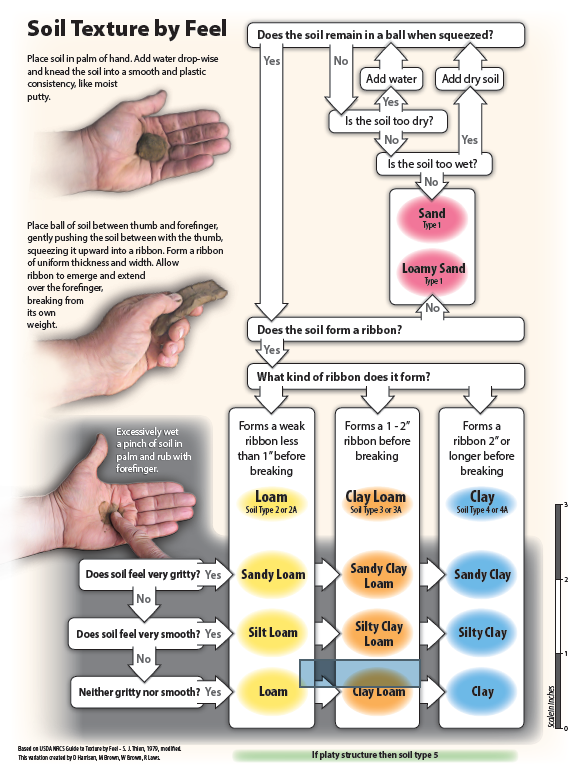 Soil Texture by Feel
Place soil in palm of hand. Add water drop-wise
and knead the soil into a smooth and plastic
consistency, like moist
putty.
Place ball of soil between thumb and forefinger,
gently pushing the soil between with the thumb,
squeezing it upward into a ribbon. Form a ribbon
of uniform thickness and width. Allow
ribbon to emerge and extend
over the forefinger,
breaking from
its own
weight.
Excessively wet
a pinch of soil in
palm and rub with
forefinger.
Does the soil remain in a ball when squeezed?
Yes
No
Add water
Add dry soil
Yes
Is the soil too dry?
No
Yes
Is the soil too wet?
No
Sand
Type 1
Loamy Sand
Type 1
No
Does the soil form a ribbon?
Yes
What kind of ribbon does it form?
Forms a weak
ribbon less
than 1" before
breaking
Forms a 1 - 2"
ribbon before
breaking
Forms a
ribbon 2" or
longer before
breaking
Loam
Soil Type 2 or 2A
Clay Loam
Soil Type 3 or 3A
Clay
Soil Type 4 or 4A
Does soil feel very gritty? Yes
Sandy Loam
Sandy Clay
Loam
Sandy Clay
No
Does soil feel very smooth? Yes
Silt Loam
Silty Clay
Loam
Silty Clay
No
Neither gritty nor smooth? Yes
Loam
Clay Loam
Clay
3
2
1
0
Scale in Inches
Based on USDA NRCS Guide to Texture by Feel - S. J. Thien, 1979, modified.
This variation created by D Harrison, M Brown, W Brown, R Laws.
If platy structure then soil type 5